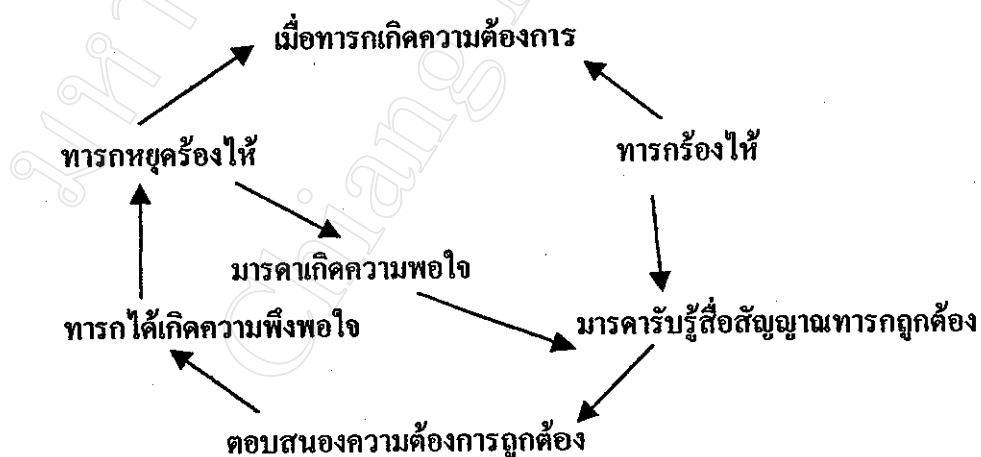 เมื่อทารกเกิดความต้องการ
ทารกหยุดร้องไห้
ทารกร้องไห้
มารดาเกิดความพอใจ
ทารกได้เกิดความพึงพอใจ
มารดารับรู้สื่อสัญญาณทารกถูกต้อง
ตอบสนองความต้องการถูกต้อง
Chiang